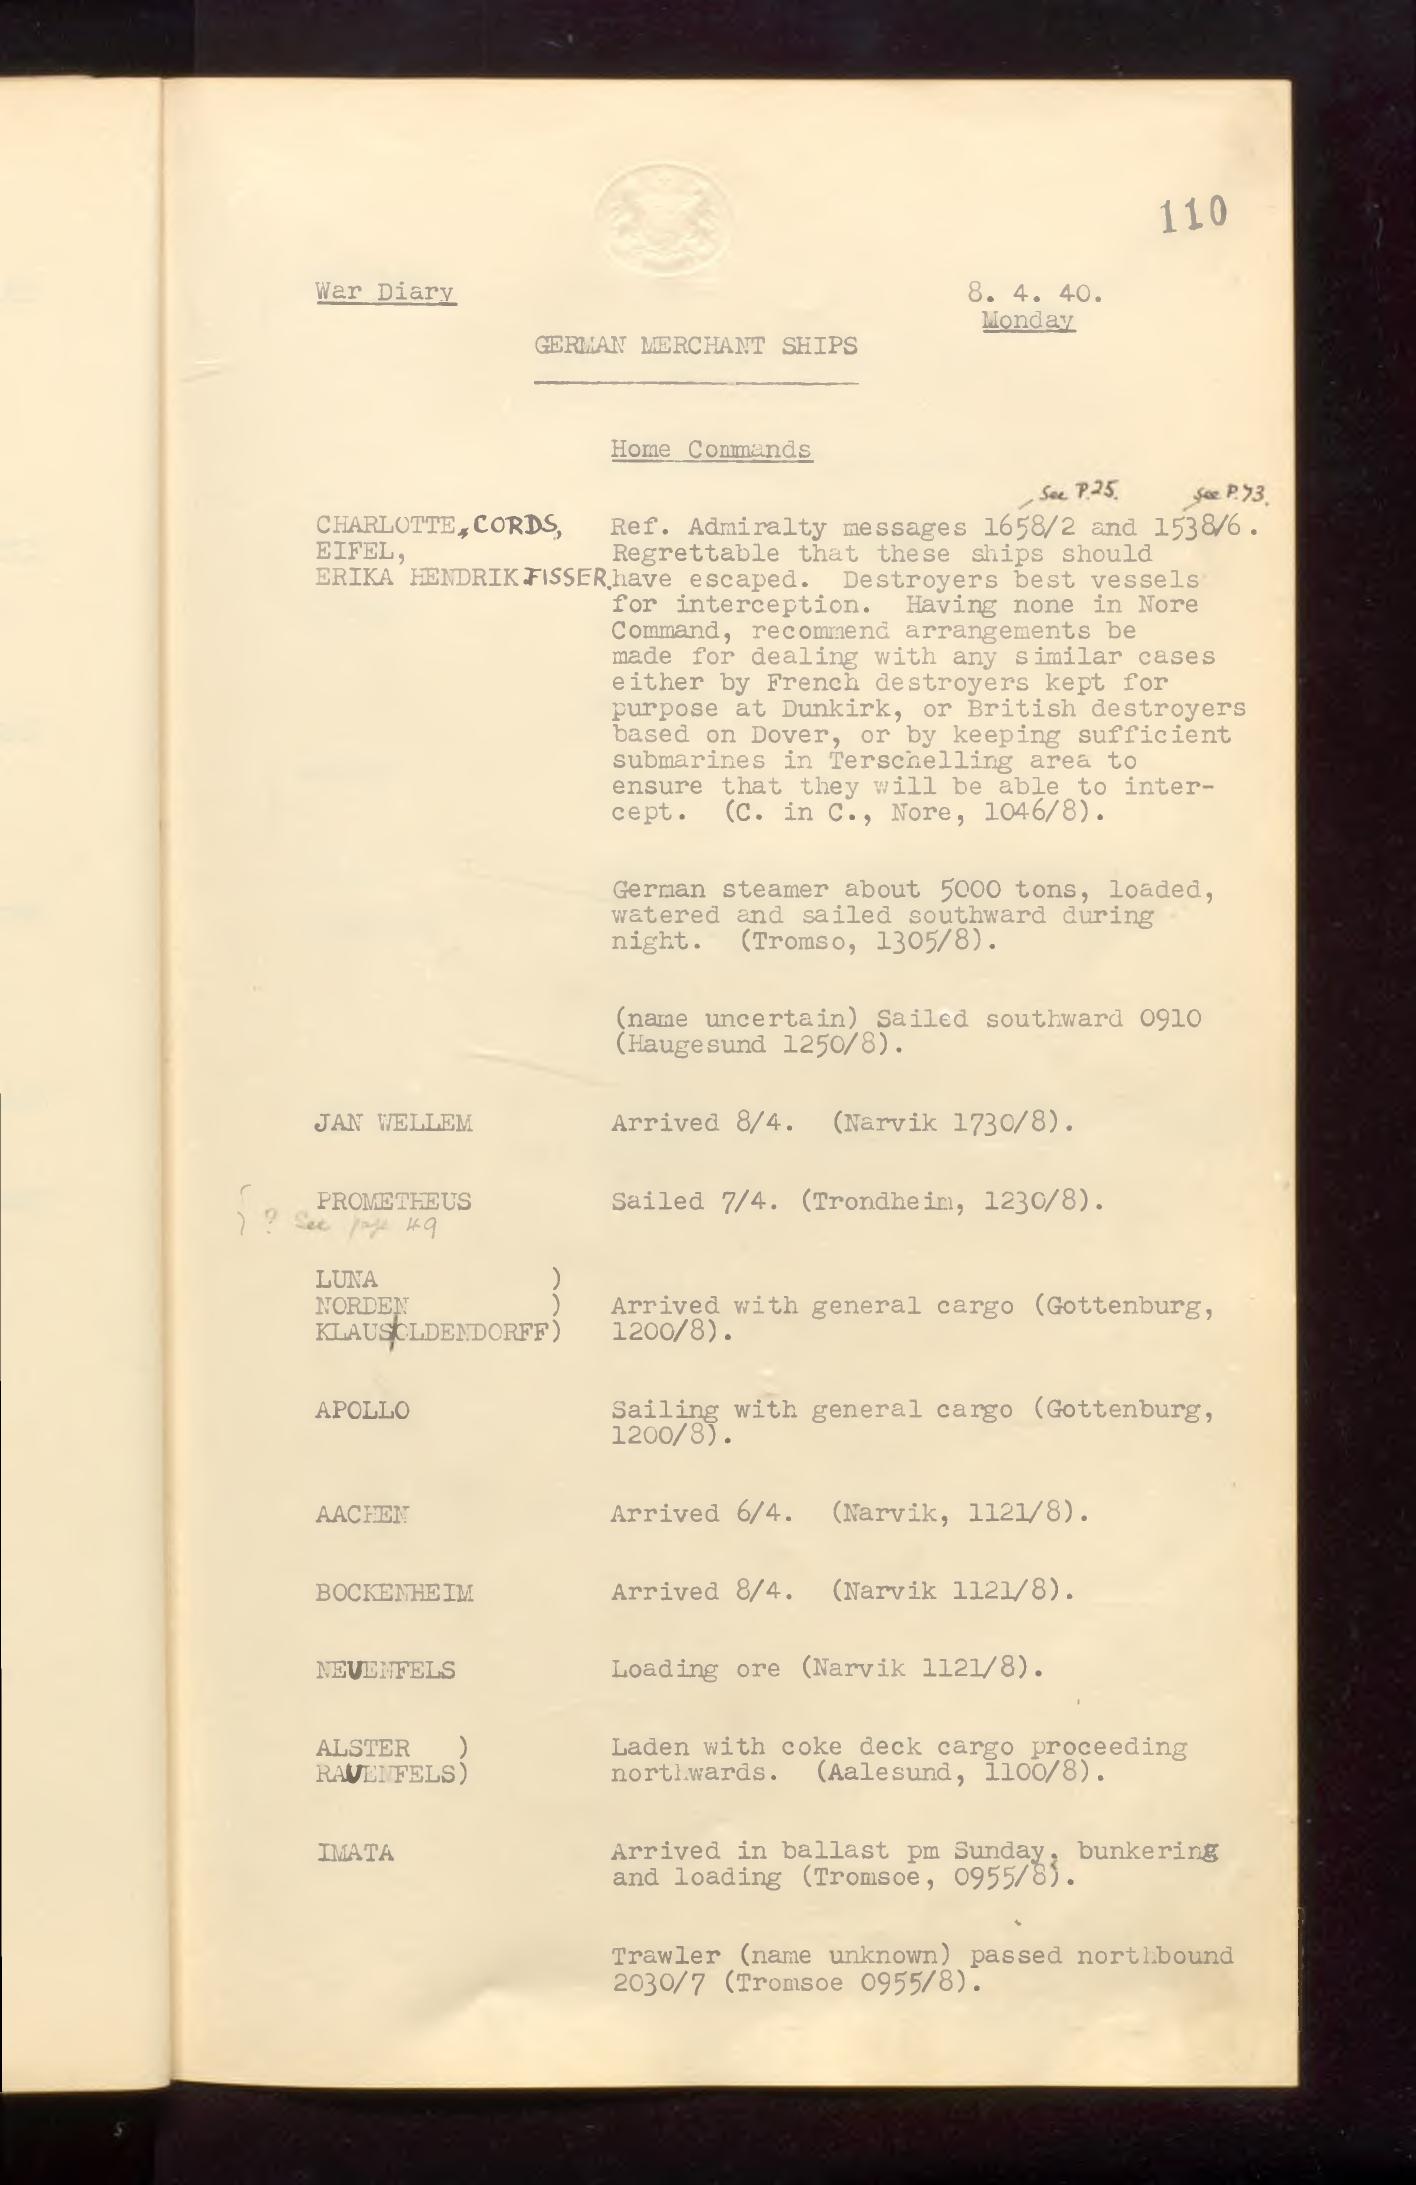 110
War Diary
8. 4. 40.
Monday
GERMAN MERCHANT SHIPS
Home Commands
See P.25. See P.73.
CHARLOTTE, CORDS, Ref. Admiralty messages 1658/2 and 1538/6.
EIFEL, Regrettable that these ships should
ERIKA HENDRIK FISSER. have escaped. Destroyers best vessels
for interception. Having none in Nore
Command, recommend arrangements be
made for dealing with any similar cases
either by French destroyers kept for
purpose at Dunkirk, or British destroyers
based on Dover, or by keeping sufficient
submarines in Terschelling area to
ensure that they will be able to inter-
cept. (C. in C., Nore, 1046/8).
German steamer about 5000 tons, loaded,
watered and sailed southward during
night. (Tromso, 1305/8).
(name uncertain) Sailed southward 0910
(Haugesund 1250/8).
JAN WELLEM Arrived 8/4. (Narvik 1730/8).
PROMETHEUS Sailed 7/4. (Trondheim, 1230/8).
? See page 49
LUNA )
NORDEN ) Arrived with general cargo (Gottenburg,
KLAUS/OLDENDORFF) 1200/8).
APOLLO Sailing with general cargo (Gottenburg,
1200/8).
AACHEN Arrived 6/4. (Narvik, 1121/8).
BOCKENHEIM Arrived 8/4. (Narvik 1121/8).
NEUENFELS Loading ore (Narvik 1121/8).
ALSTER ) Laden with coke deck cargo proceeding
RAUENFELS) northwards. (Aalesund, 1100/8).
IMATA Arrived in ballast pm Sunday, bunkering
and loading (Tromsoe, 0955/8).
Trawler (name unknown) passed northbound
2030/7 (Tromsoe 0955/8).